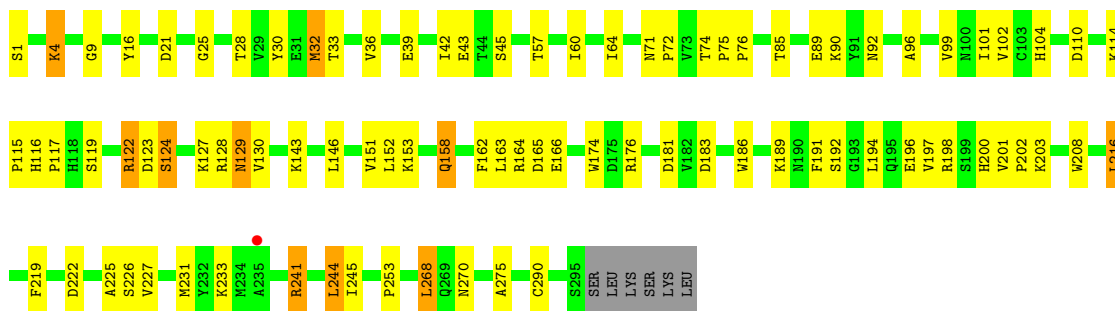 S1 K4 G9 Y16 D21 G25 T28 V29 Y30 E31 M32 T33 V36 E39 I42 E43 T44 S45 T57 I60 I64 N71 P72 V73 T74 P75 P76 T85 E89 K90 Y91 N92 A96 V99 N100 I101 V102 C103 H104 D110 K114
P115 H116 P117 H118 S119 R122 D123 S124 K127 R128 N129 V130 K143 L146 V151 L152 K153 Q158 F162 L163 R164 D165 E166 W174 D175 R176 D181 V182 D183 W186 K189 N190 F191 S192 G193 L194 Q195 E196 V197 R198 S199 H200 V201 P202 K203 W208
F219 D222 A225 S226 V227 M231 Y232 K233 M234 A235 R241 L244 I245 P253 L268 Q269 N270 A275 C290 S295 SER LEU LYS SER LYS LEU